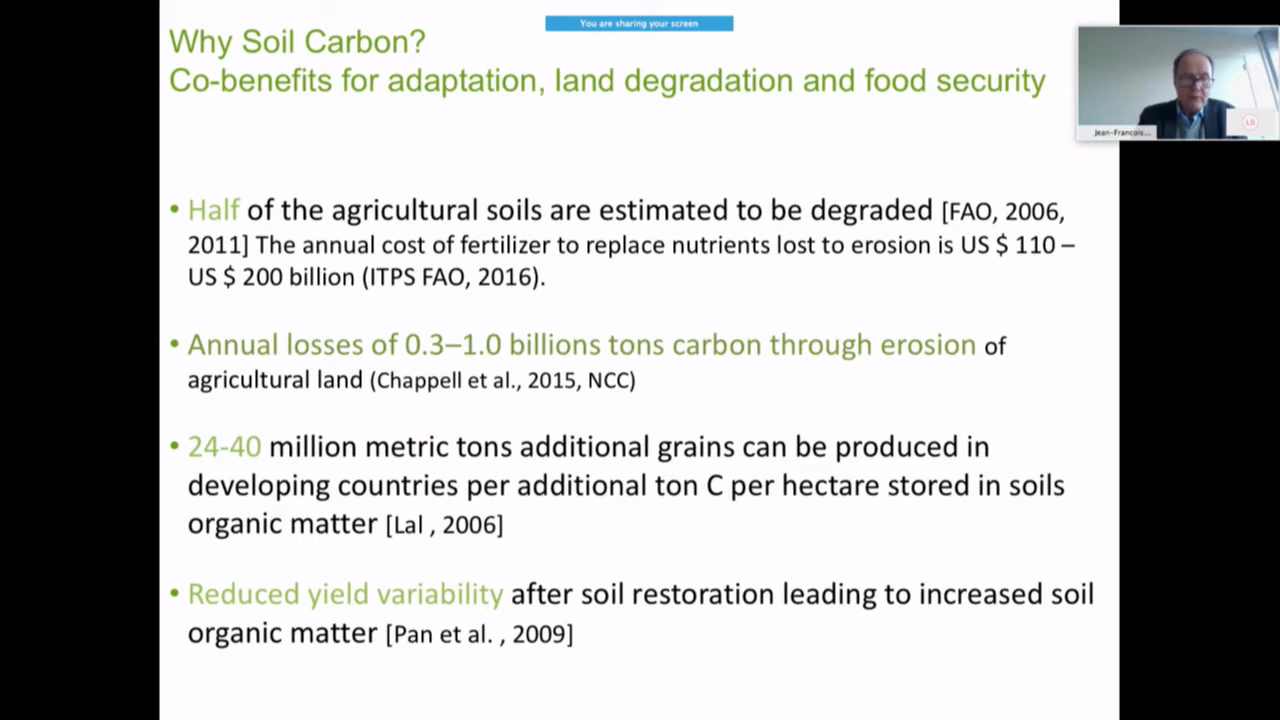 You are sharing your screen
Why Soil Carbon?
Co-benefits for adaptation, land degradation and food security
Jean-Francois...
LS
• Half of the agricultural soils are estimated to be degraded [FAO, 2006,
2011] The annual cost of fertilizer to replace nutrients lost to erosion is US $ 110 –
US $ 200 billion (ITPS FAO, 2016).
• Annual losses of 0.3–1.0 billions tons carbon through erosion of
agricultural land (Chappell et al., 2015, NCC)
• 24-40 million metric tons additional grains can be produced in
developing countries per additional ton C per hectare stored in soils
organic matter [Lal , 2006]
• Reduced yield variability after soil restoration leading to increased soil
organic matter [Pan et al. , 2009]